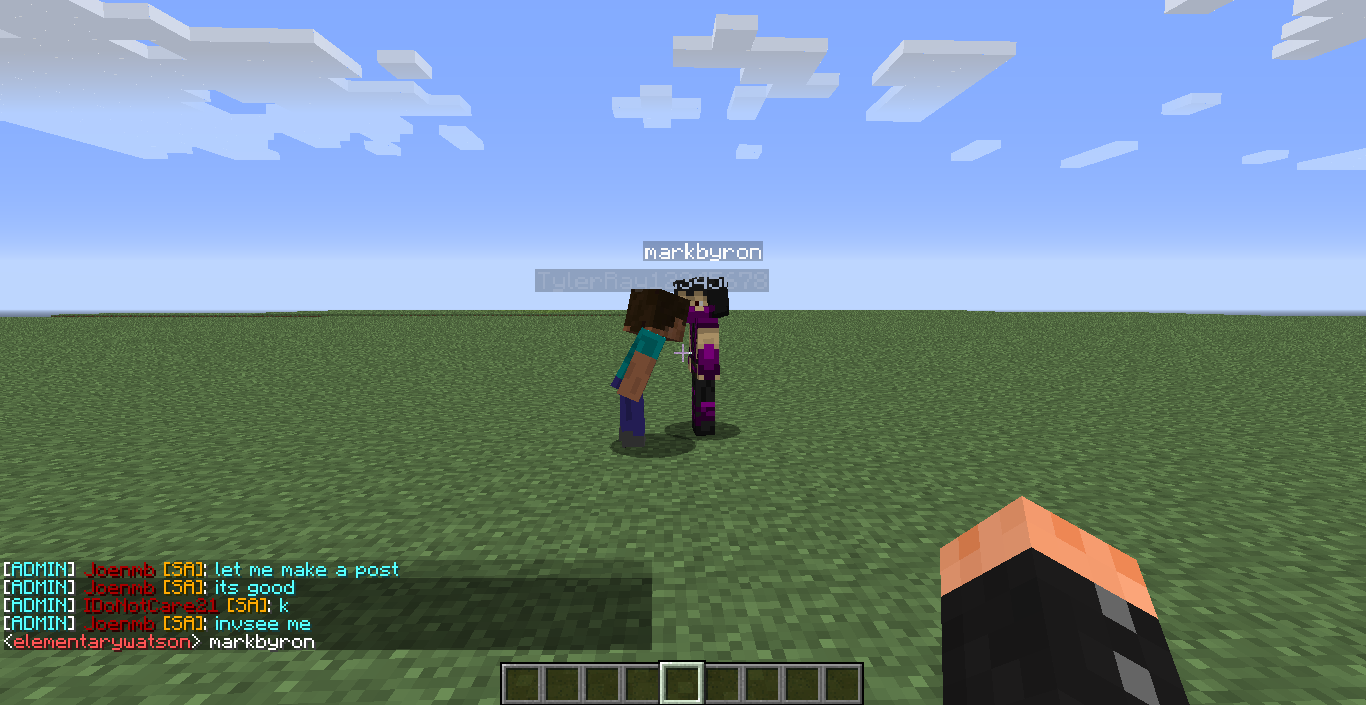 markbyron
TylerRay12345678
[ADMIN] Joenmb [SA]: let me make a post
[ADMIN] Joenmb [SA]: its good
[ADMIN] IDoNotCare21 [SA]: k
[ADMIN] Joenmb [SA]: invsee me
<elementarywatson> markbyron